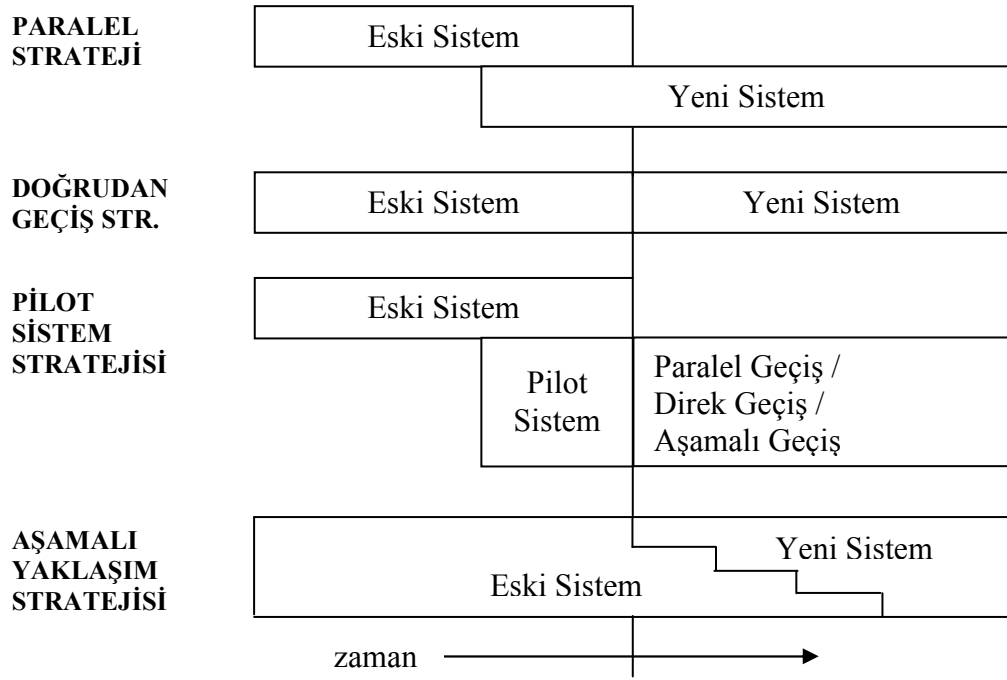 PARALEL
STRATEJİ
Eski Sistem
Yeni Sistem
DOĞRUDAN
GEÇİŞ STR.
Eski Sistem
Yeni Sistem
PİLOT
SİSTEM
STRATEJİSİ
Eski Sistem
Pilot
Sistem
Paralel Geçiş /
Direk Geçiş /
Aşamalı Geçiş
AŞAMALI
YAKLAŞIM
STRATEJİSİ
Yeni Sistem
Eski Sistem
zaman